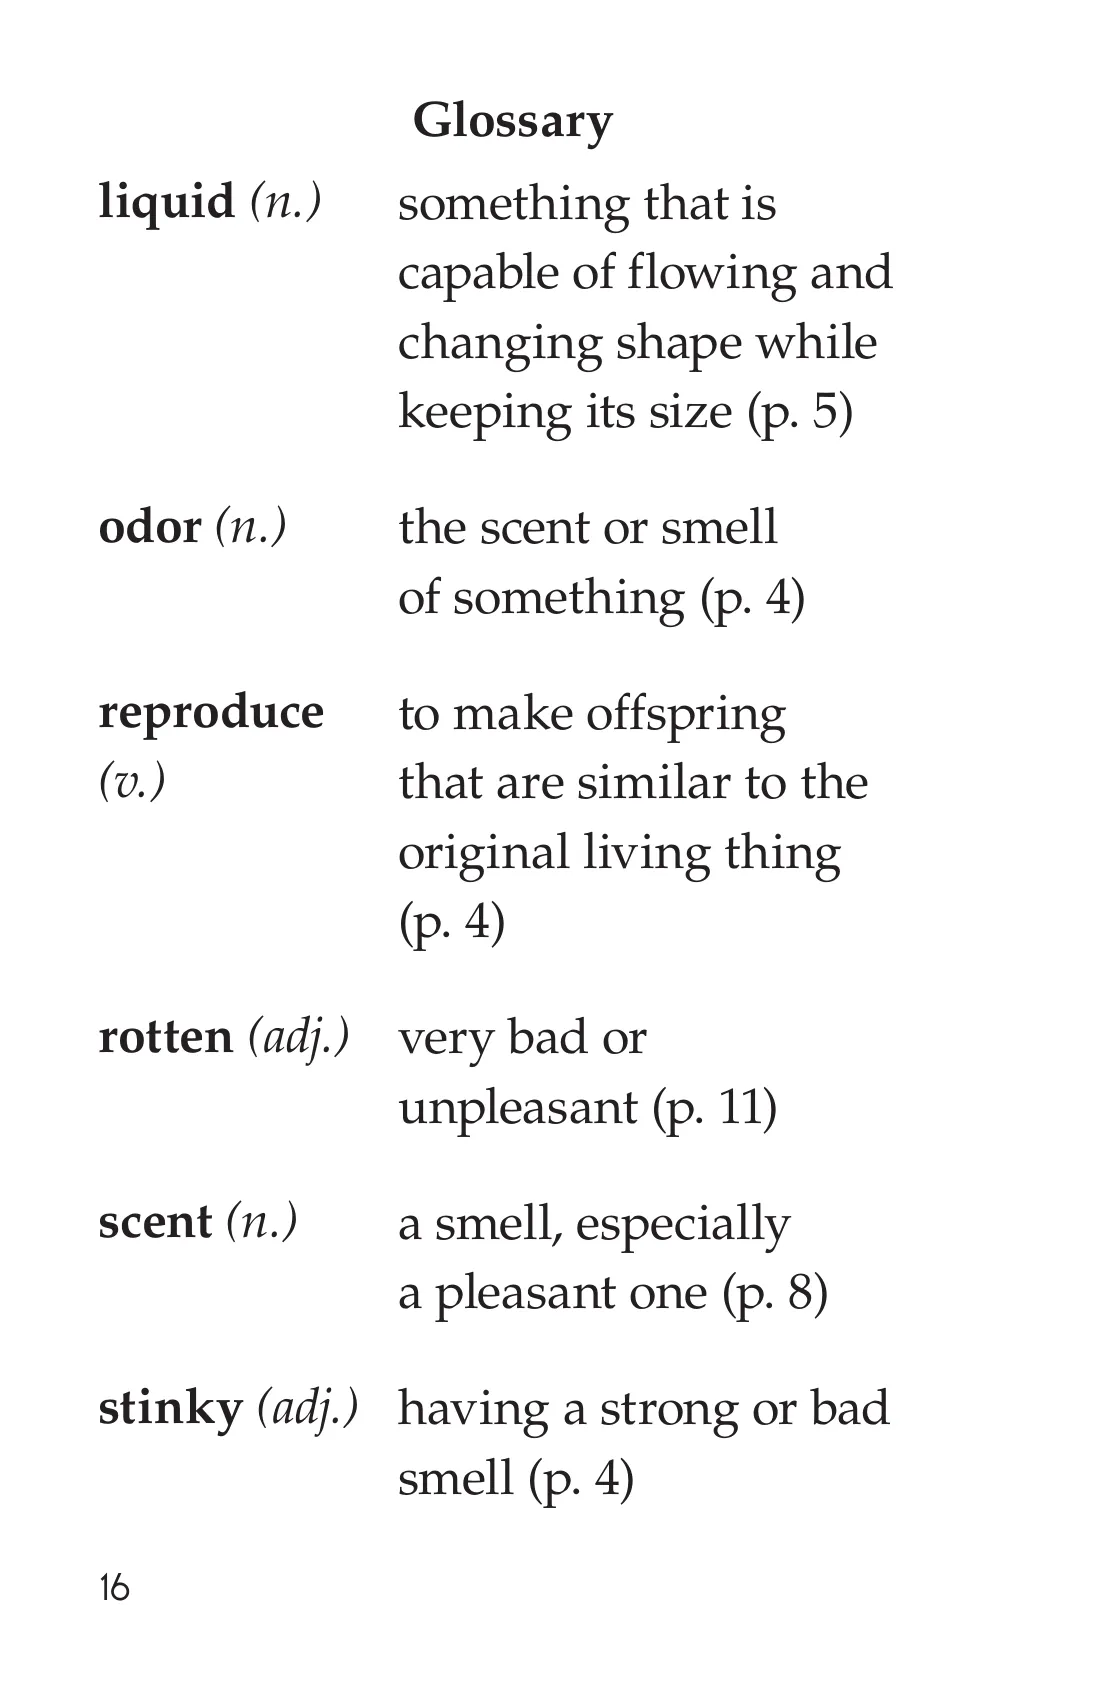 Glossary
liquid (n.) something that is
capable of flowing and
changing shape while
keeping its size (p. 5)
odor (n.) the scent or smell
of something (p. 4)
reproduce to make offspring
(v.) that are similar to the
original living thing
(p. 4)
rotten (adj.) very bad or
unpleasant (p. 11)
scent (n.) a smell, especially
a pleasant one (p. 8)
stinky (adj.) having a strong or bad
smell (p. 4)
16